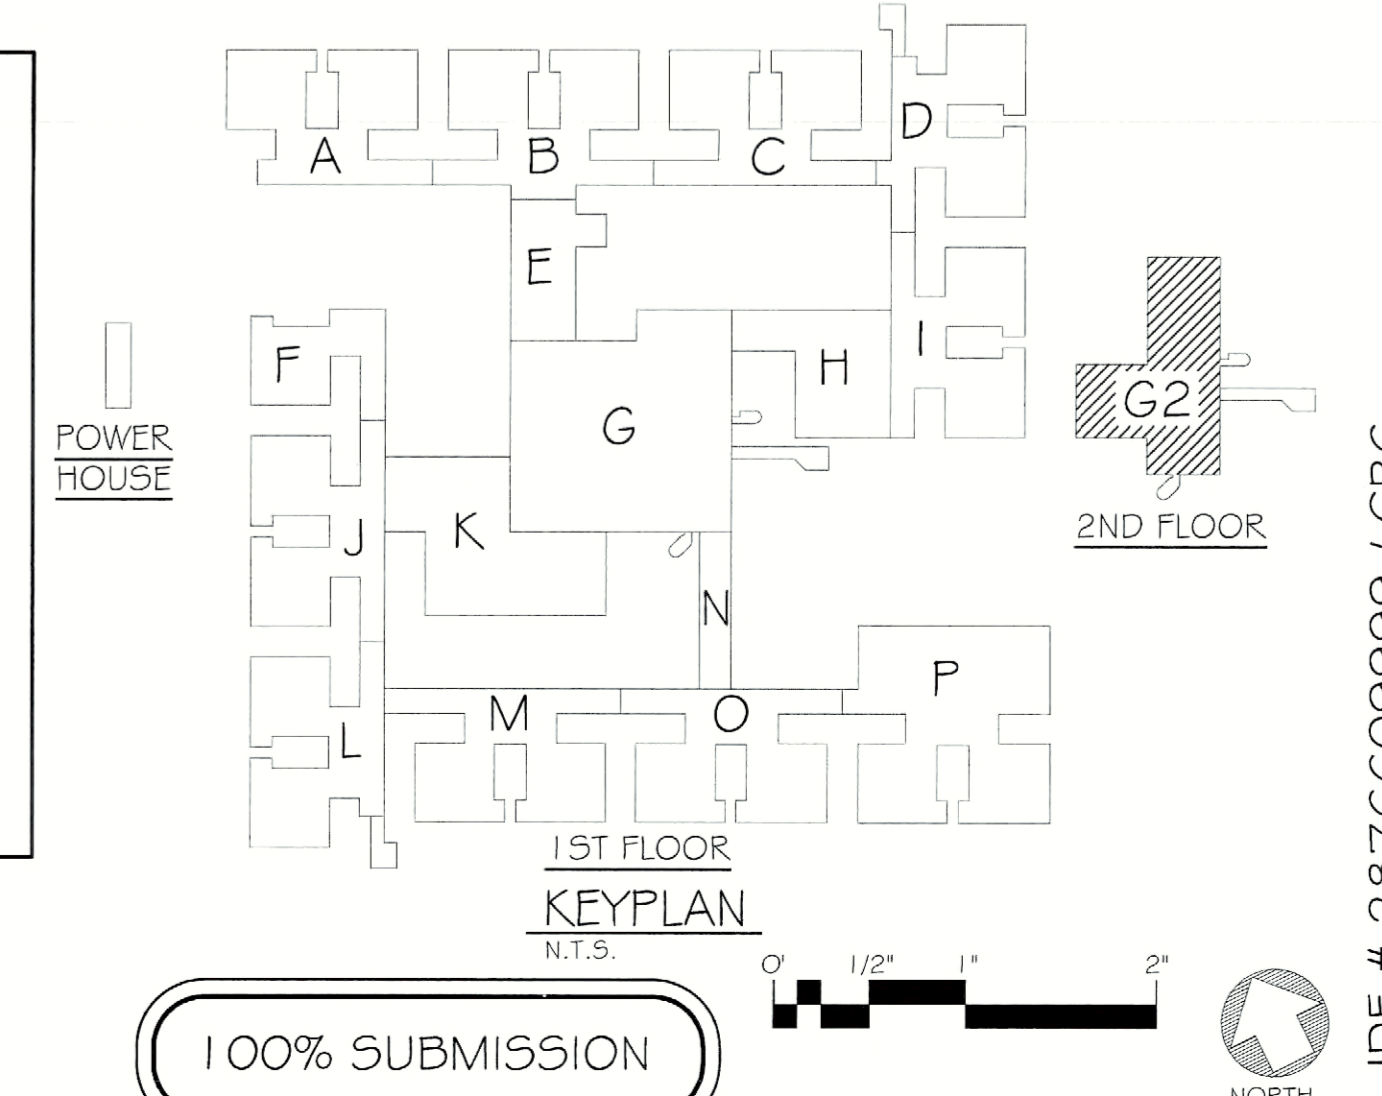 A
B
C
D
E
F
G
H
I
G2
POWER
HOUSE
2ND FLOOR
J
K
N
L
M
O
P
1ST FLOOR
KEYPLAN
N.T.S.
0' 1/2" 1" 2"
100% SUBMISSION
NORTH